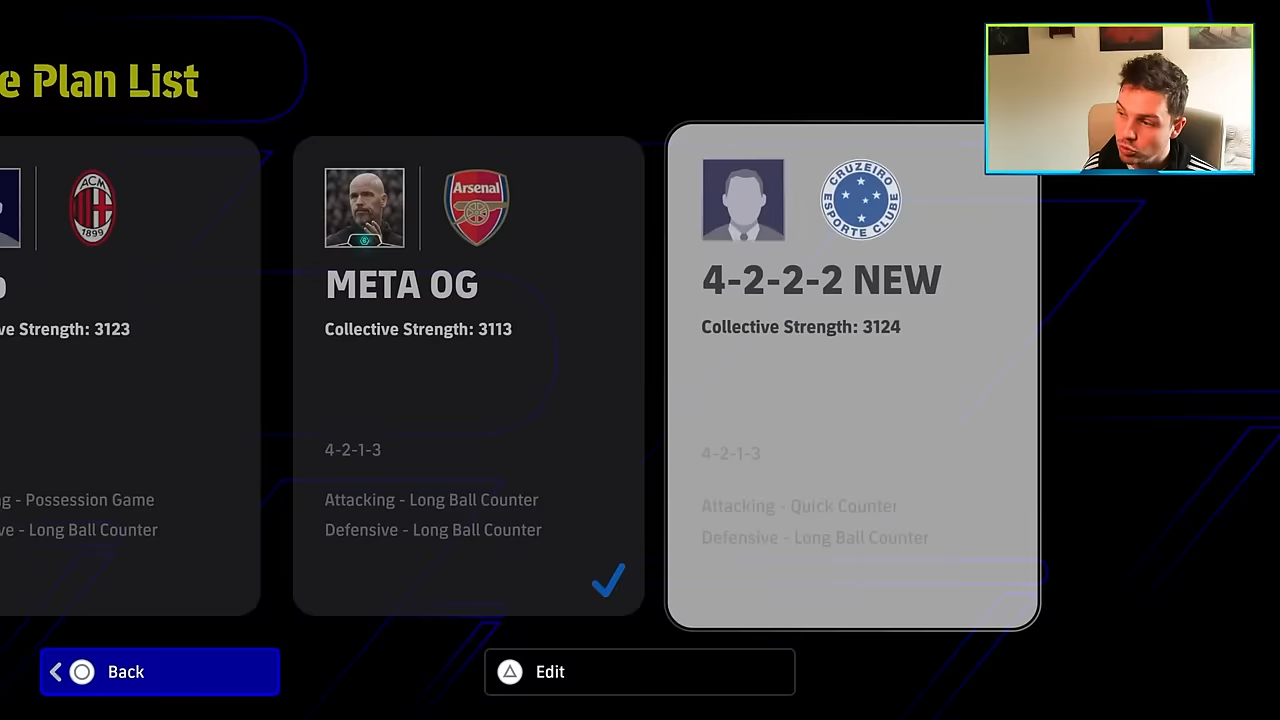 e Plan List
ACM
1899
ve Strength: 3123
g - Possession Game
ve - Long Ball Counter
Arsenal
META OG
Collective Strength: 3113
4-2-1-3
Attacking - Long Ball Counter
Defensive - Long Ball Counter
CRUZEIRO
ESPORTE CLUBE
4-2-2-2 NEW
Collective Strength: 3124
4-2-1-3
Attacking - Quick Counter
Defensive - Long Ball Counter
Back
Edit